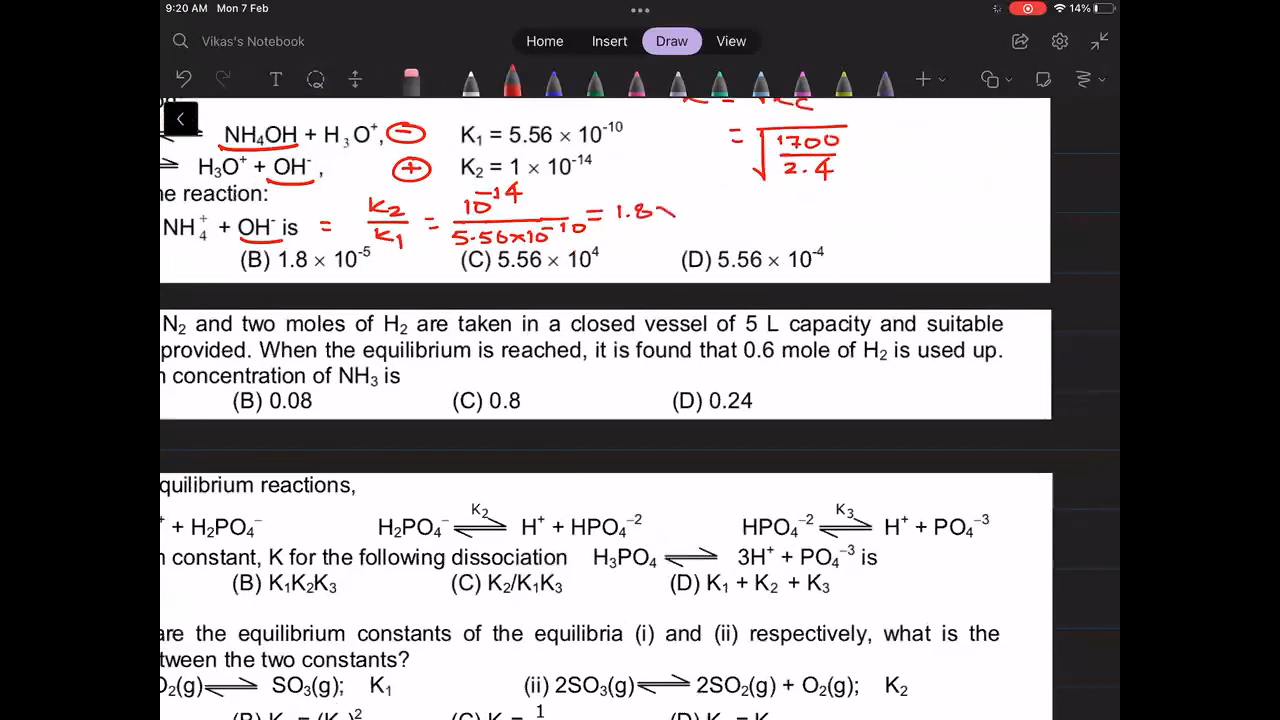 9:20 AM Mon 7 Feb
14%
Vikas's Notebook
Home Insert Draw View
NH₄OH + H₃O⁺, − K₁ = 5.56 × 10⁻¹⁰
= √(1700/2.4)
H₃O⁺ + OH⁻, + K₂ = 1 × 10⁻¹⁴
ne reaction:
NH₄⁺ + OH⁻ is = K₂/K₁ = 10⁻¹⁴/5.56×10⁻¹⁰ = 1.8
(B) 1.8 × 10⁻⁵ (C) 5.56 × 10⁴ (D) 5.56 × 10⁻⁴
N₂ and two moles of H₂ are taken in a closed vessel of 5 L capacity and suitable
provided. When the equilibrium is reached, it is found that 0.6 mole of H₂ is used up.
concentration of NH₃ is
(B) 0.08 (C) 0.8 (D) 0.24
quilibrium reactions,
⁺ + H₂PO₄⁻ H₂PO₄⁻ ⇌ K₂ H⁺ + HPO₄⁻² HPO₄⁻² ⇌ K₃ H⁺ + PO₄⁻³
constant, K for the following dissociation H₃PO₄ ⇌ 3H⁺ + PO₄⁻³ is
(B) K₁K₂K₃ (C) K₂/K₁K₃ (D) K₁ + K₂ + K₃
are the equilibrium constants of the equilibria (i) and (ii) respectively, what is the
tween the two constants?
O₂(g) ⇌ SO₃(g); K₁ (ii) 2SO₃(g) ⇌ 2SO₂(g) + O₂(g); K₂